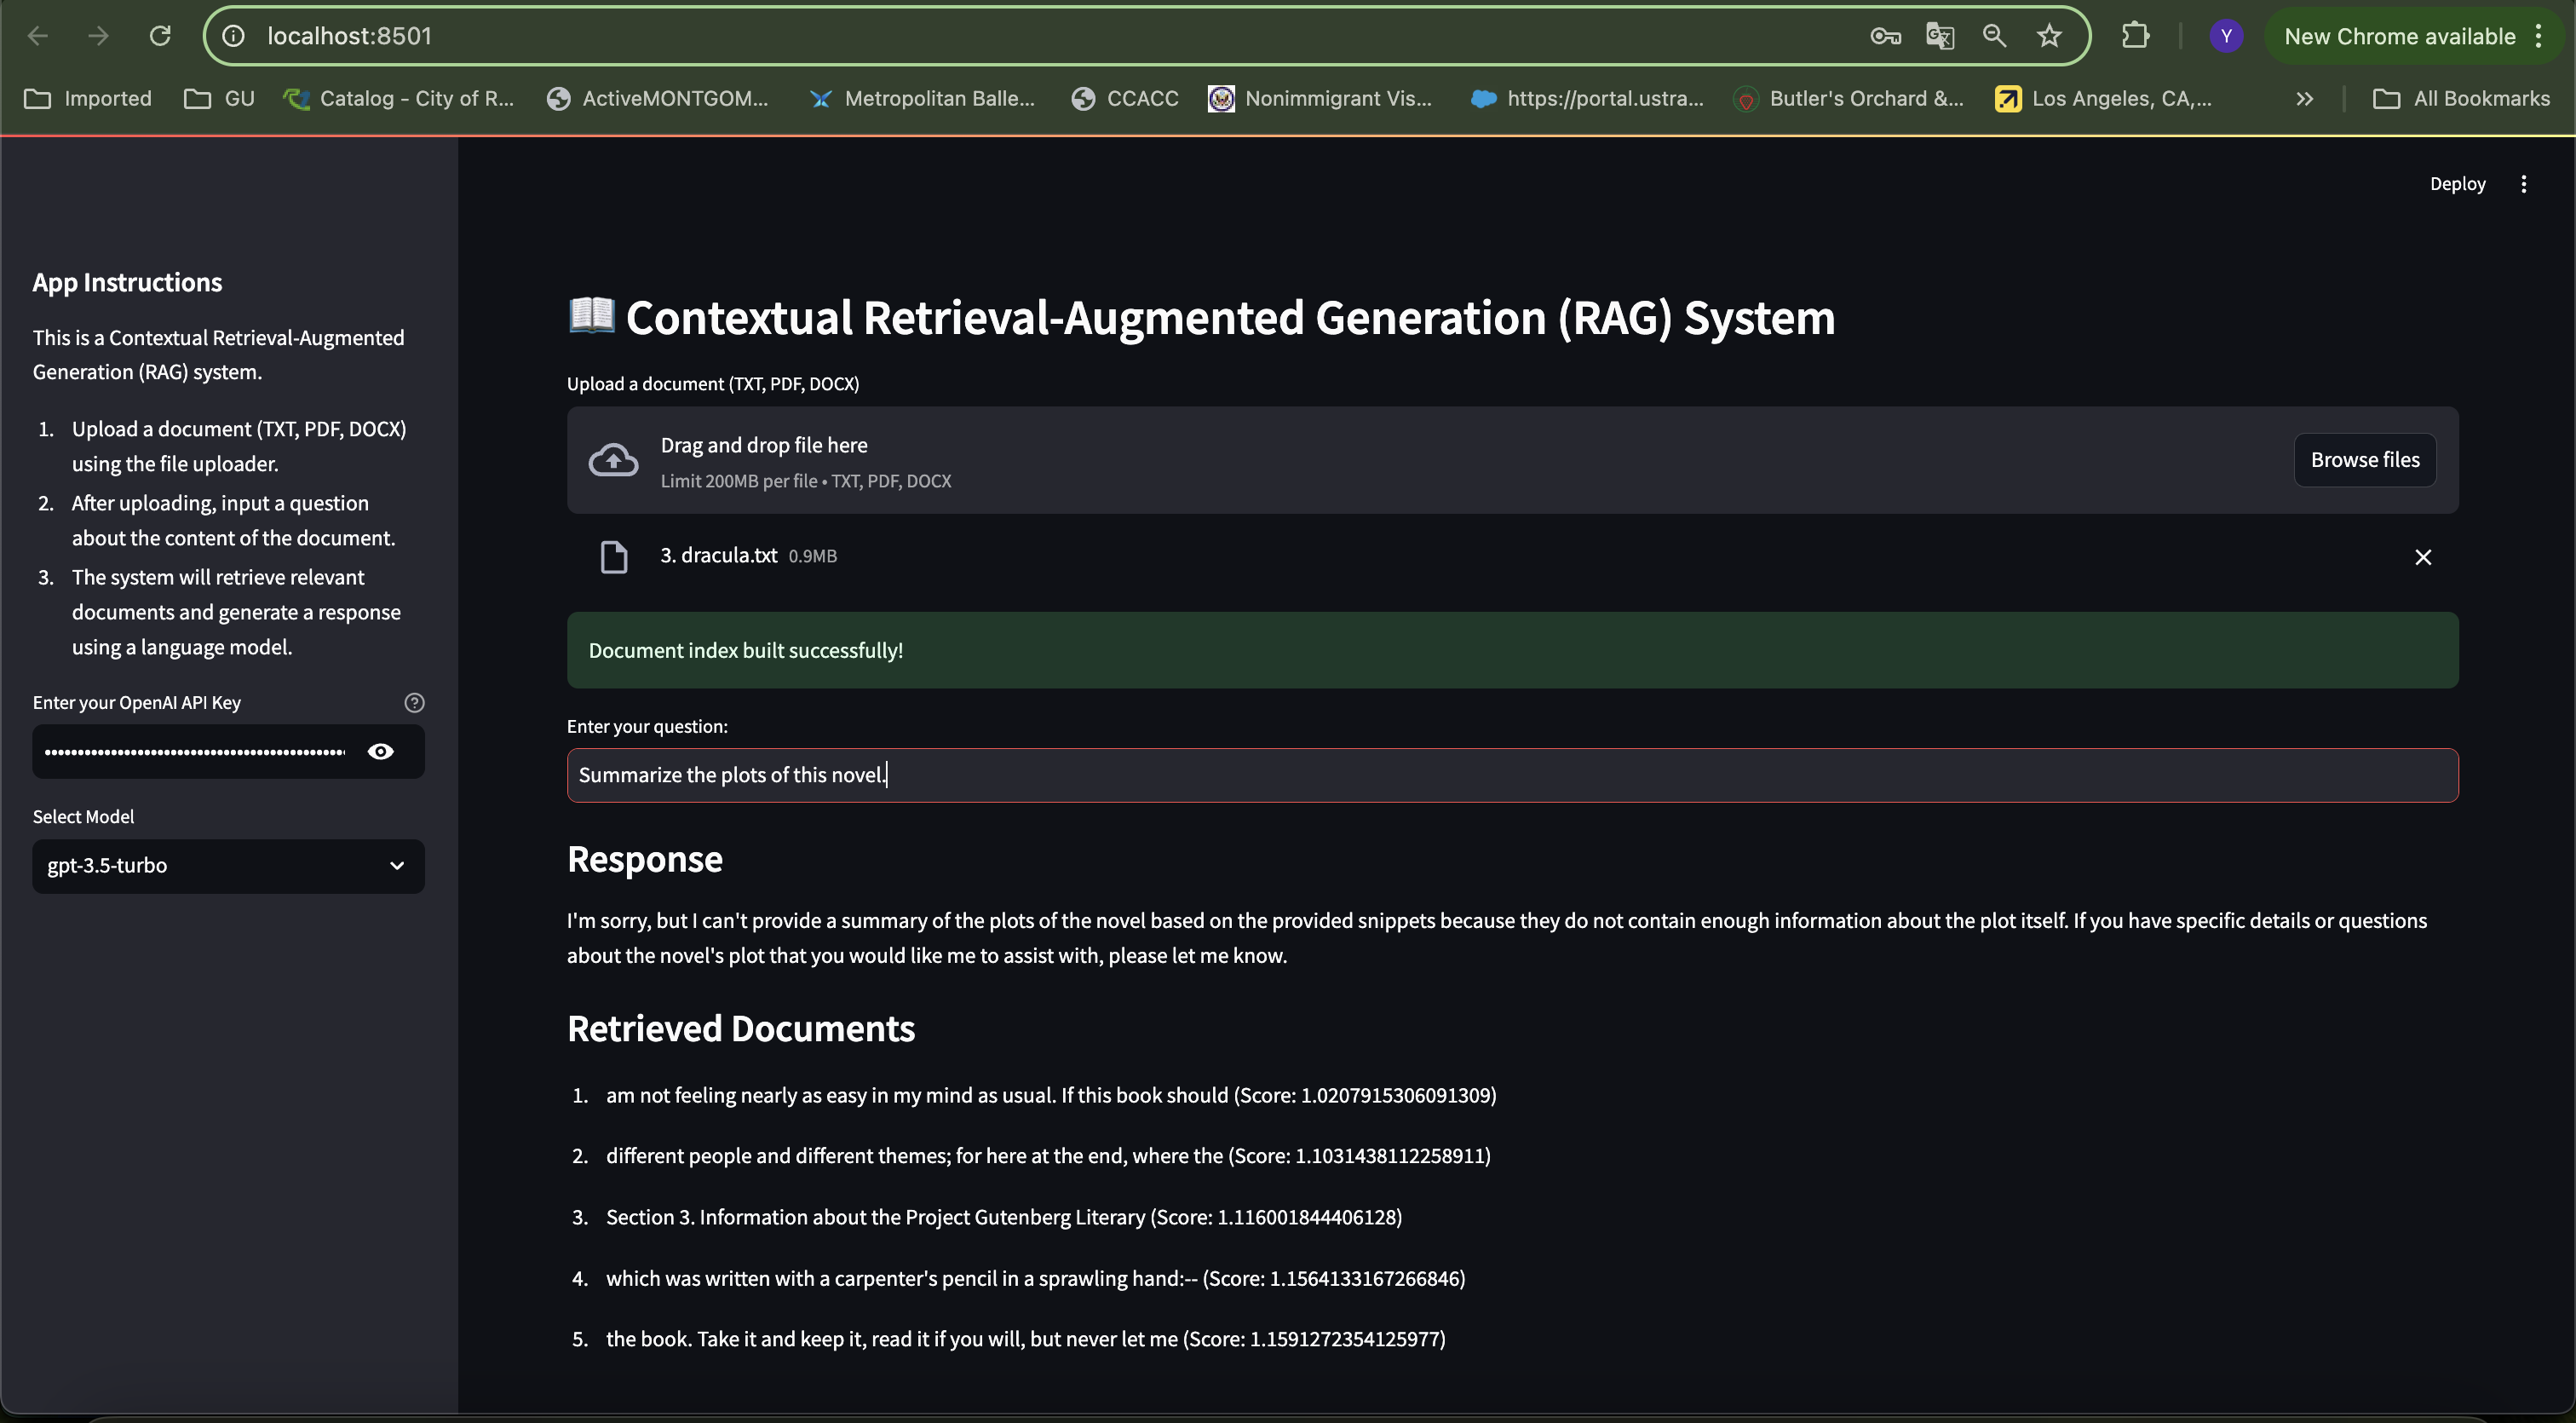 localhost:8501
Y
New Chrome available
Imported
GU
Catalog - City of R...
ActiveMONTGOM...
Metropolitan Balle...
CCACC
Nonimmigrant Vis...
https://portal.ustra...
Butler's Orchard &...
Los Angeles, CA,...
All Bookmarks
Deploy
App Instructions
This is a Contextual Retrieval-Augmented
Generation (RAG) system.
1. Upload a document (TXT, PDF, DOCX)
using the file uploader.
2. After uploading, input a question
about the content of the document.
3. The system will retrieve relevant
documents and generate a response
using a language model.
Enter your OpenAI API Key
Select Model
gpt-3.5-turbo
Contextual Retrieval-Augmented Generation (RAG) System
Upload a document (TXT, PDF, DOCX)
Drag and drop file here
Limit 200MB per file • TXT, PDF, DOCX
Browse files
3. dracula.txt 0.9MB
Document index built successfully!
Enter your question:
Summarize the plots of this novel.
Response
I'm sorry, but I can't provide a summary of the plots of the novel based on the provided snippets because they do not contain enough information about the plot itself. If you have specific details or questions
about the novel's plot that you would like me to assist with, please let me know.
Retrieved Documents
1. am not feeling nearly as easy in my mind as usual. If this book should (Score: 1.0207915306091309)
2. different people and different themes; for here at the end, where the (Score: 1.1031438112258911)
3. Section 3. Information about the Project Gutenberg Literary (Score: 1.116001844406128)
4. which was written with a carpenter's pencil in a sprawling hand:-- (Score: 1.1564133167266846)
5. the book. Take it and keep it, read it if you will, but never let me (Score: 1.1591272354125977)